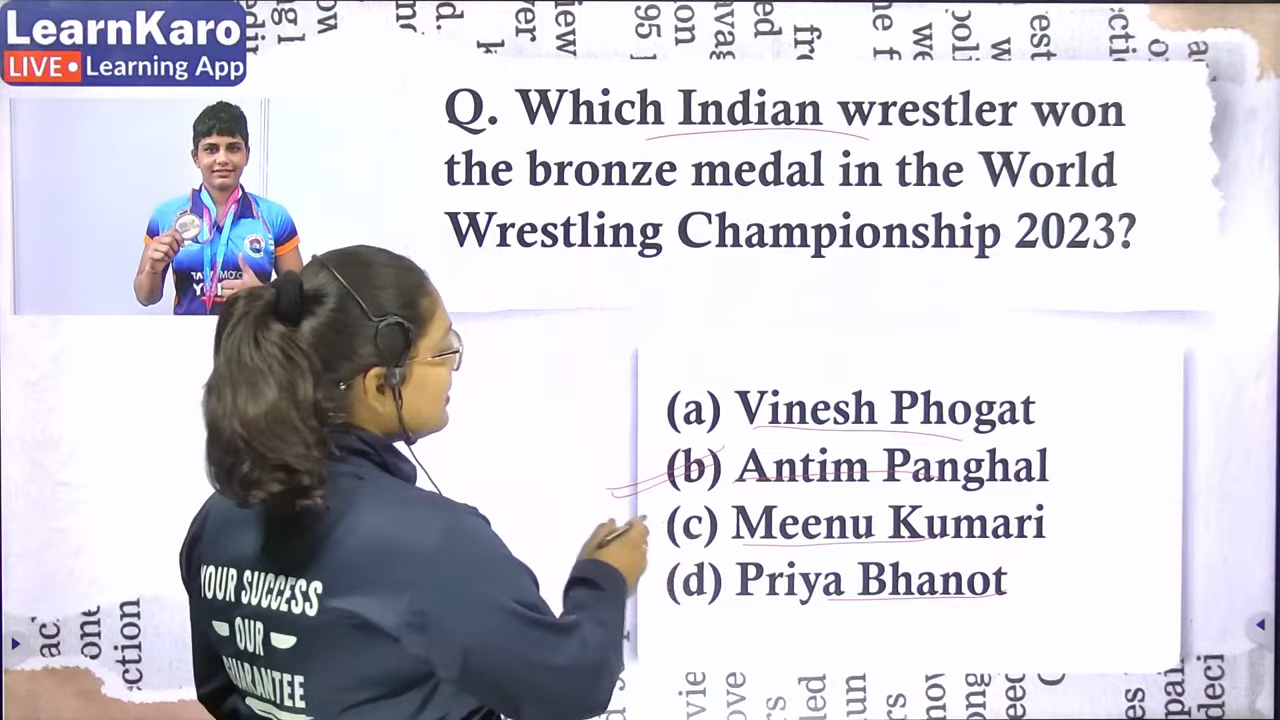 LearnKaro
LIVE • Learning App
Q. Which Indian wrestler won
the bronze medal in the World
Wrestling Championship 2023?
(a) Vinesh Phogat
(b) Antim Panghal
(c) Meenu Kumari
(d) Priya Bhanot
YOUR SUCCESS
OUR
GUARANTEE